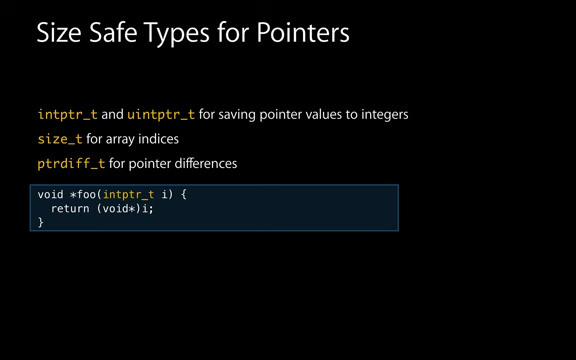 Size Safe Types for Pointers
intptr_t and uintptr_t for saving pointer values to integers
size_t for array indices
ptrdiff_t for pointer differences
void *foo(intptr_t i) {
  return (void*)i;
}